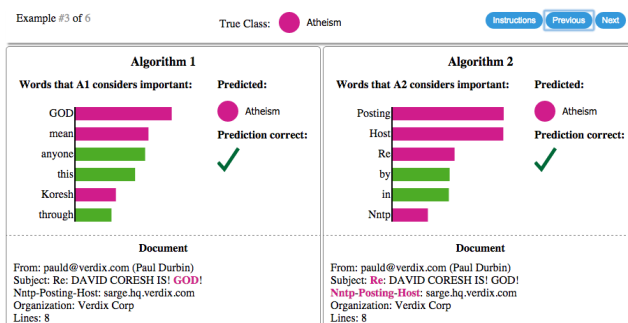 Example #3 of 6
True Class: Atheism
Instructions Previous Next
Algorithm 1
Words that A1 considers important: Predicted:
GOD
mean
anyone
this
Koresh
through
Atheism
Prediction correct:
Document
From: pauld@verdix.com (Paul Durbin)
Subject: Re: DAVID CORESH IS! GOD!
Nntp-Posting-Host: sarge.hq.verdix.com
Organization: Verdix Corp
Lines: 8
Algorithm 2
Words that A2 considers important: Predicted:
Posting
Host
Re
by
in
Nntp
Atheism
Prediction correct:
Document
From: pauld@verdix.com (Paul Durbin)
Subject: Re: DAVID CORESH IS! GOD!
Nntp-Posting-Host: sarge.hq.verdix.com
Organization: Verdix Corp
Lines: 8